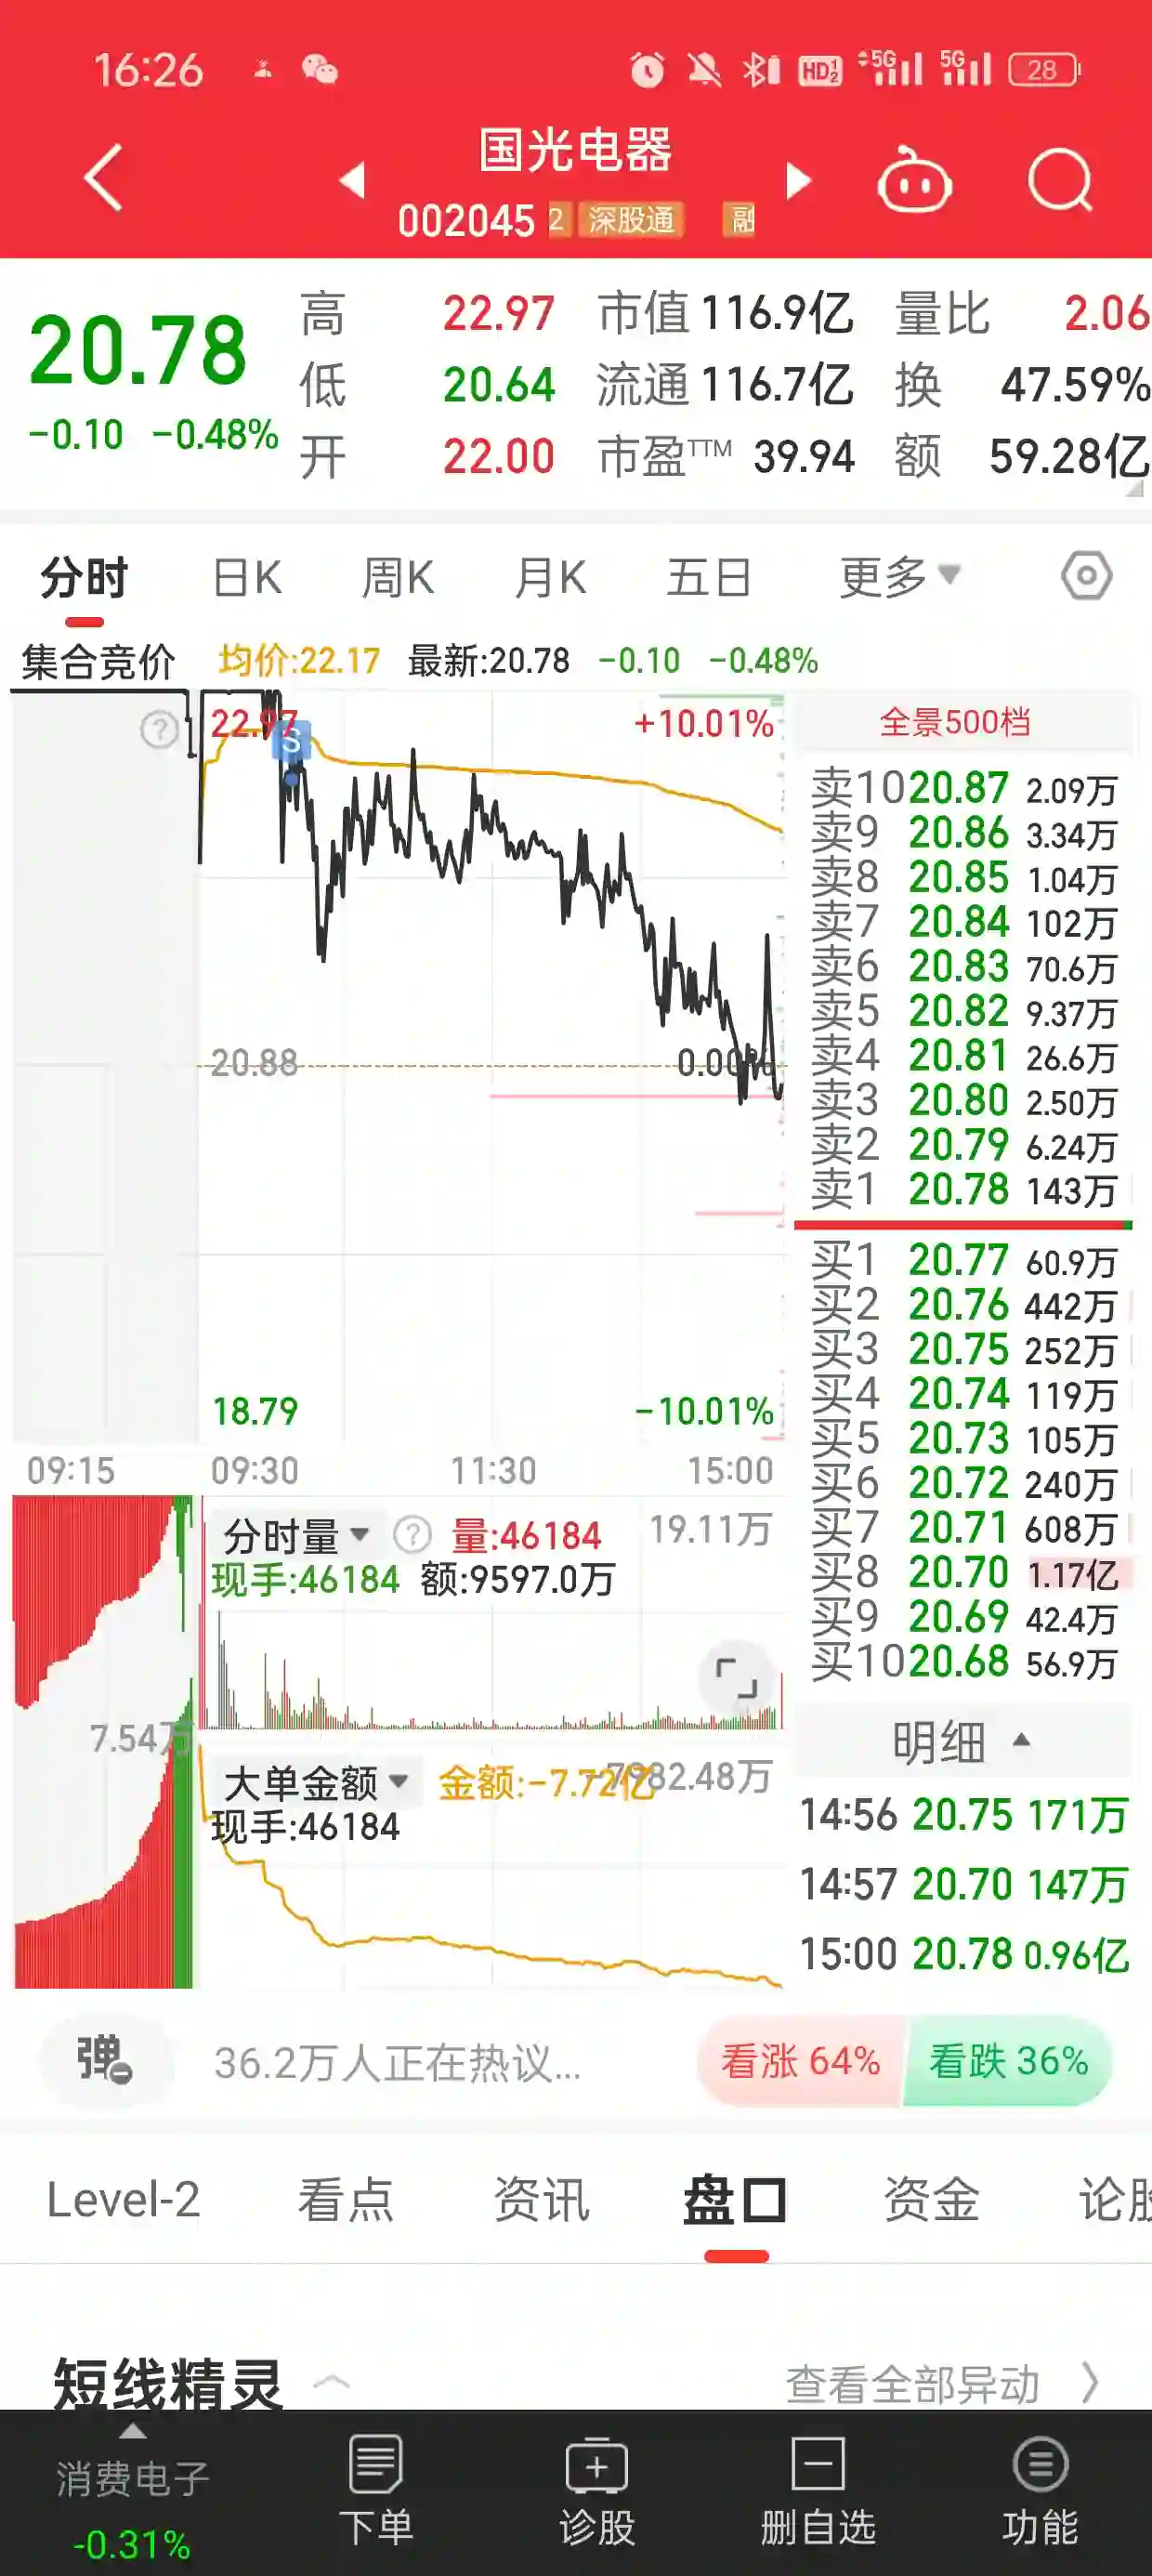 16:26 HD 1 2 5G 5G 28
国光电器
002045 2 深股通 融
20.78 高 22.97 市值 116.9亿 量比 2.06
低 20.64 流通 116.7亿 换 47.59%
-0.10 -0.48% 开 22.00 市盈TTM 39.94 额 59.28亿
分时 日K 周K 月K 五日 更多
集合竞价 均价:22.17 最新:20.78 -0.10 -0.48%
? 22.97 S +10.01%
20.88 0.00%
18.79 -10.01%
09:15 09:30 11:30 15:00
分时量 ? 量:46184 19.11万
现手:46184 额:9597.0万
7.54万
大单金额 金额:-7.72亿 -7982.48万
现手:46184
全景500档
卖10 20.87 2.09万
卖9 20.86 3.34万
卖8 20.85 1.04万
卖7 20.84 102万
卖6 20.83 70.6万
卖5 20.82 9.37万
卖4 20.81 26.6万
卖3 20.80 2.50万
卖2 20.79 6.24万
卖1 20.78 143万
买1 20.77 60.9万
买2 20.76 442万
买3 20.75 252万
买4 20.74 119万
买5 20.73 105万
买6 20.72 240万
买7 20.71 608万
买8 20.70 1.17亿
买9 20.69 42.4万
买10 20.68 56.9万
明细
14:56 20.75 171万
14:57 20.70 147万
15:00 20.78 0.96亿
弹 36.2万人正在热议... 看涨 64% 看跌 36%
Level-2 看点 资讯 盘口 资金 论股
短线精灵 查看全部异动
消费电子 下单 诊股 删自选 功能
-0.31%